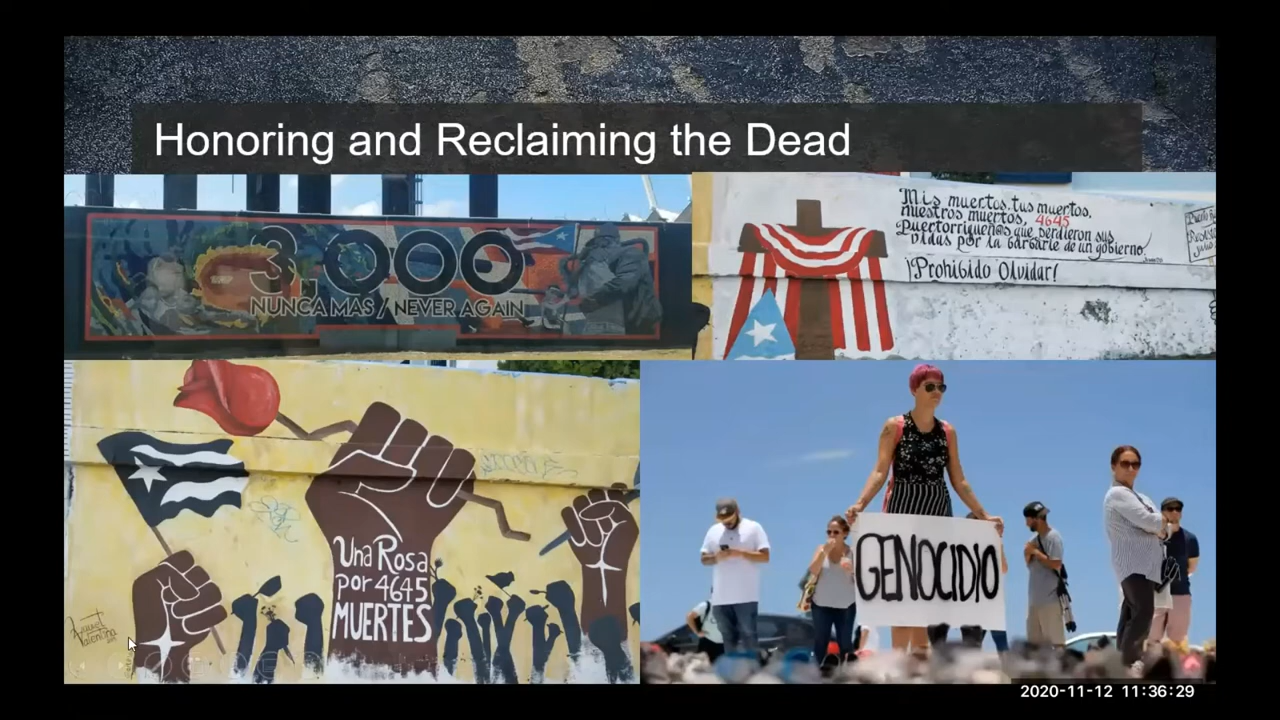 Honoring and Reclaiming the Dead
3,000
NUNCA MAS / NEVER AGAIN
Mis muertos, tus muertos,
nuestros muertos, 4645
Puertorriqueños que perdieron sus
vidas por la barbarie de un gobierno.
¡Prohibido Olvidar!
Una Rosa
por 4645
MUERTES
GENOCIDIO
2020-11-12 11:36:29